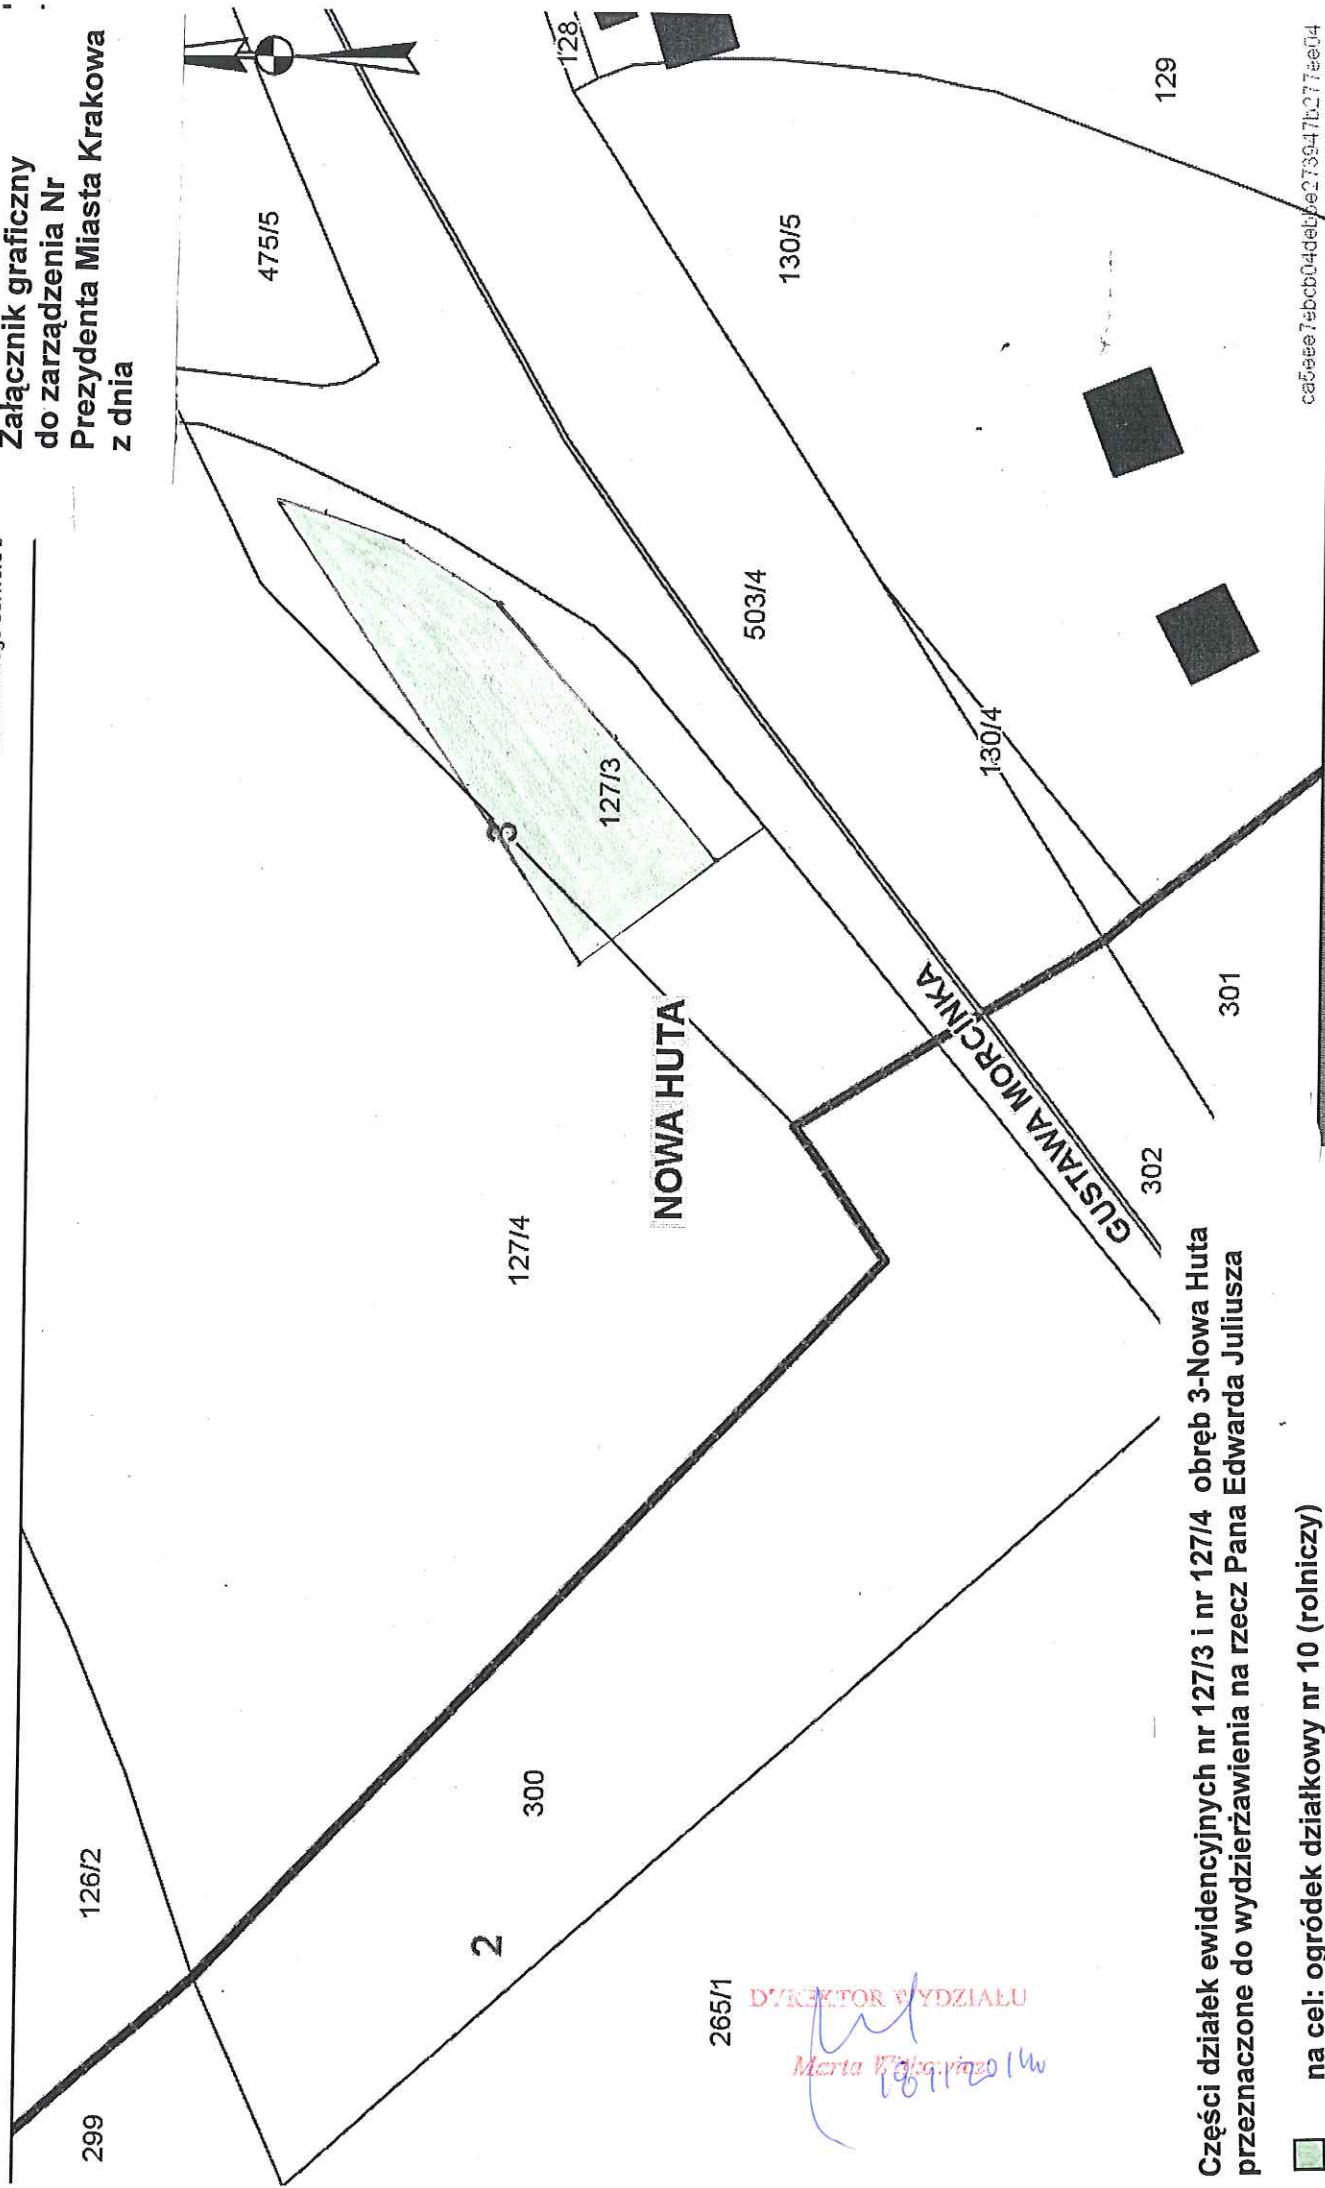 Załącznik graficzny
do zarządzenia Nr
Prezydenta Miasta Krakowa
z dnia
475/5
128
129
130/5
503/4
130/4
127/3
3
NOWA HUTA
127/4
GUSTAWA MORCINKA
301
302
126/2
300
2
299
265/1
DYREKTOR WYDZIAŁU
Marta
Części działek ewidencyjnych nr 127/3 i nr 127/4 obręb 3-Nowa Huta
przeznaczone do wydzierżawienia na rzecz Pana Edwarda Juliusza
na cel: ogródek działkowy nr 10 (rolniczy)